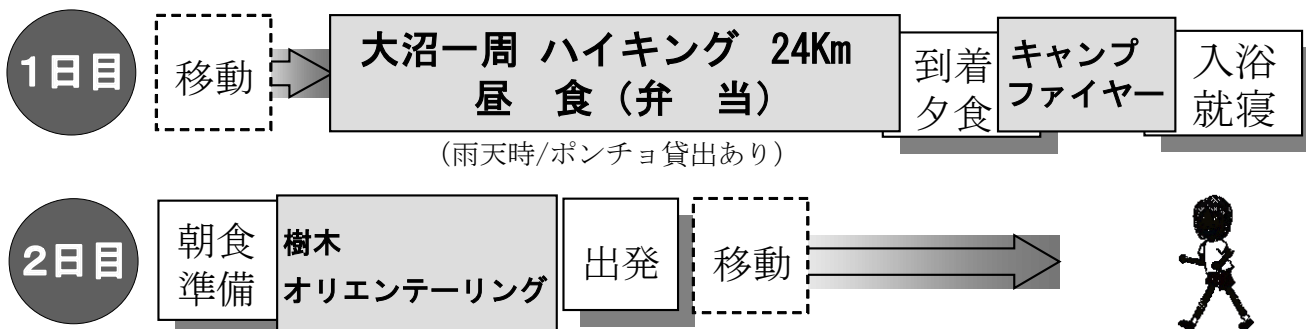 1日目
移動
大沼一周 ハイキング 24Km
昼 食（弁 当）
到着
夕食
キャンプ
ファイヤー
入浴
就寝
（雨天時/ポンチョ貸出あり）
2日目
朝食
準備
樹木
オリエンテーリング
出発
移動